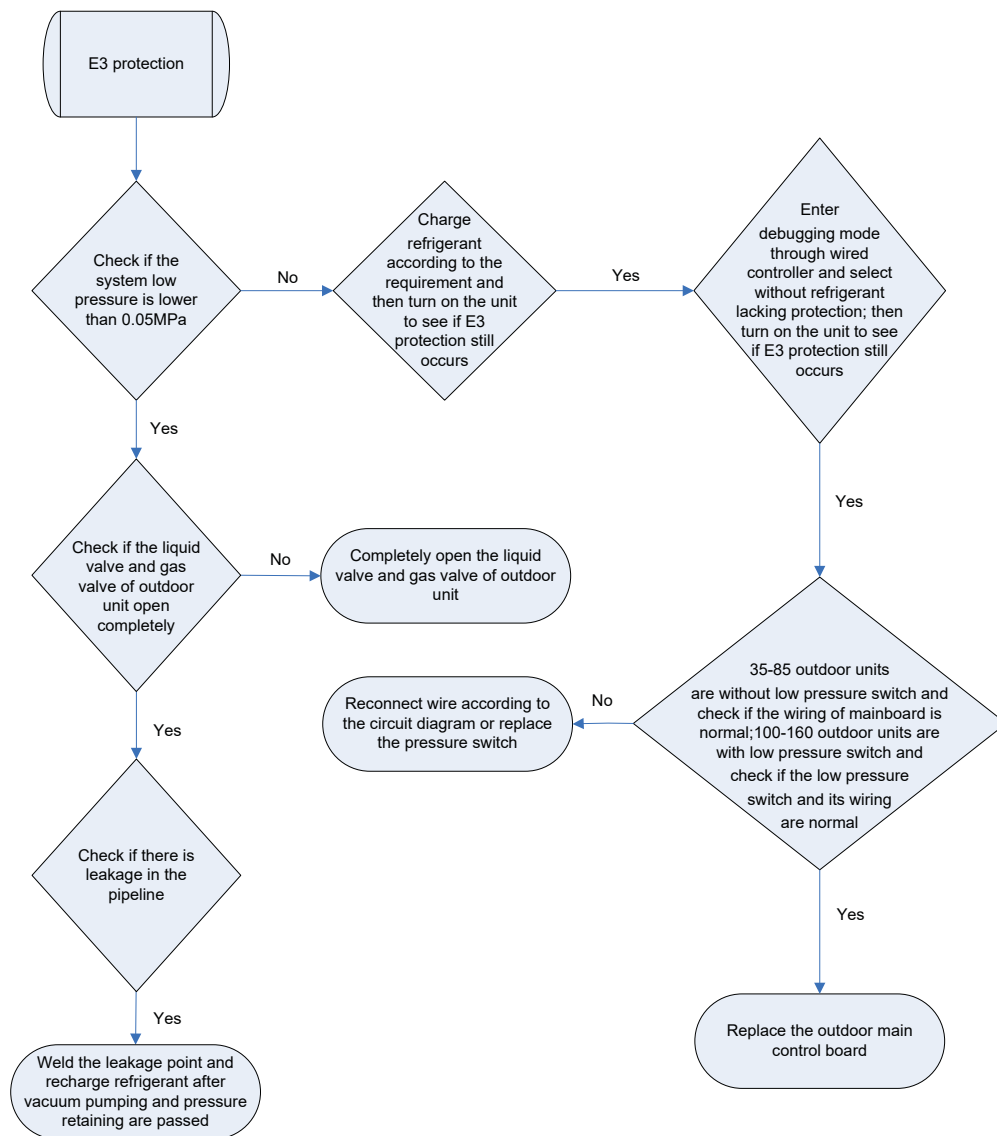 E3 protection
Check if the
system low
pressure is lower
than 0.05MPa
No
Charge
refrigerant
according to the
requirement and
then turn on the unit
to see if E3
protection still
occurs
Yes
Enter
debugging mode
through wired
controller and select
without refrigerant
lacking protection; then
turn on the unit to see
if E3 protection still
occurs
Yes
Yes
Check if the liquid
valve and gas
valve of outdoor
unit open
completely
No
Completely open the liquid
valve and gas valve of outdoor
unit
35-85 outdoor units
are without low pressure switch and
check if the wiring of mainboard is
normal;100-160 outdoor units are
with low pressure switch and
check if the low pressure
switch and its wiring
are normal
No
Reconnect wire according to
the circuit diagram or replace
the pressure switch
Yes
Check if there is
leakage in the
pipeline
Yes
Yes
Weld the leakage point and
recharge refrigerant after
vacuum pumping and pressure
retaining are passed
Replace the outdoor main
control board